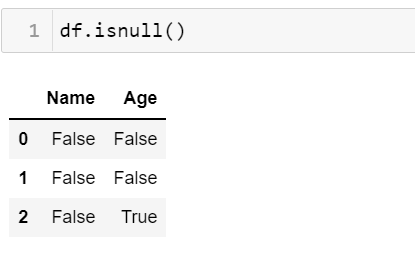 1 df.isnull()
Name Age
0 False False
1 False False
2 False True